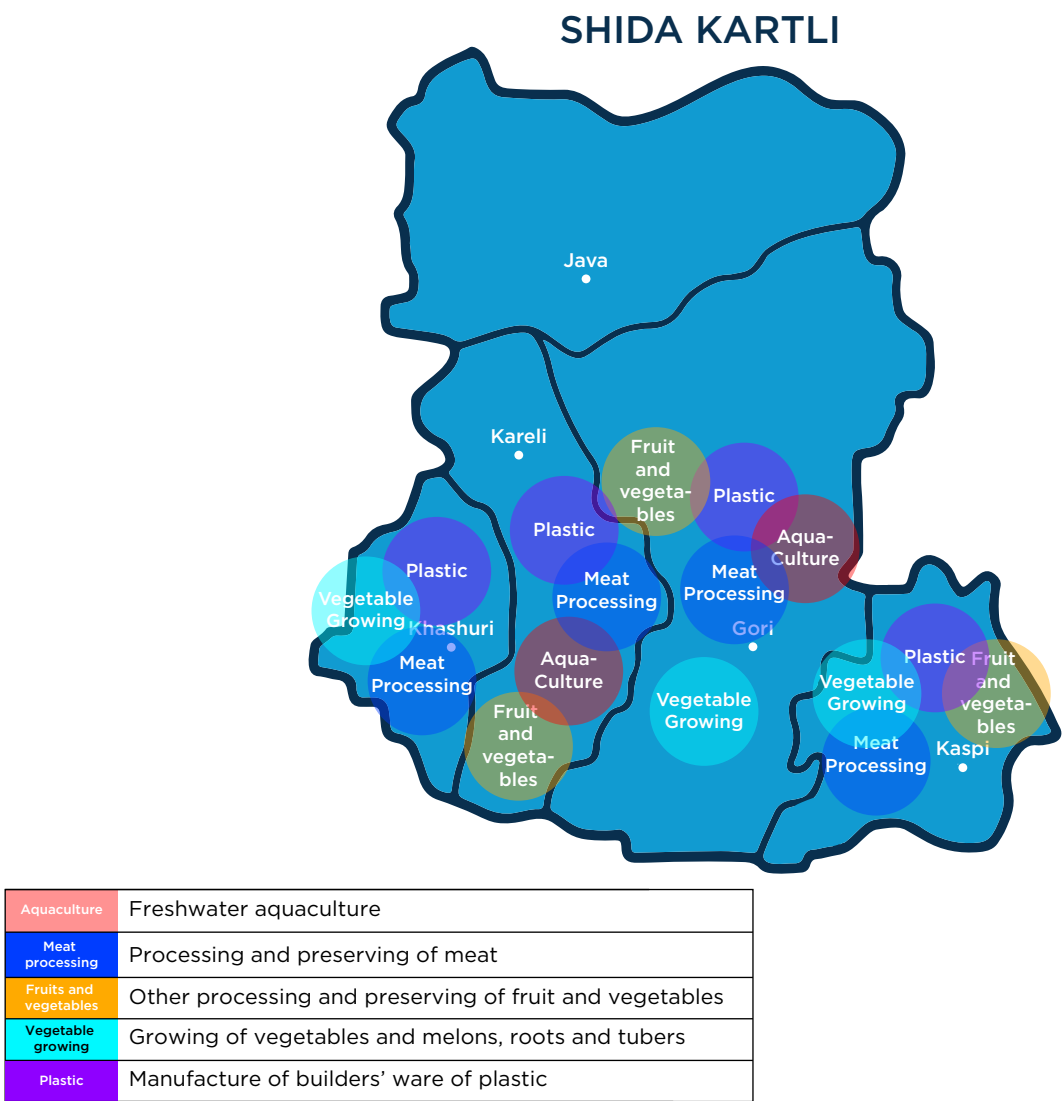 SHIDA KARTLI
Java
Kareli
Fruit
and
vegeta-
bles
Plastic
Plastic
Aqua-
Culture
Plastic
Meat
Processing
Meat
Processing
Vegetable
Growing
Khashuri
Gori
Meat
Processing
Aqua-
Culture
Plastic
Fruit
and
vegeta-
bles
Vegetable
Growing
Vegetable
Growing
Fruit
and
vegeta-
bles
Meat
Processing
Kaspi
Aquaculture
Freshwater aquaculture
Meat
processing
Processing and preserving of meat
Fruits and
vegetables
Other processing and preserving of fruit and vegetables
Vegetable
growing
Growing of vegetables and melons, roots and tubers
Plastic
Manufacture of builders’ ware of plastic